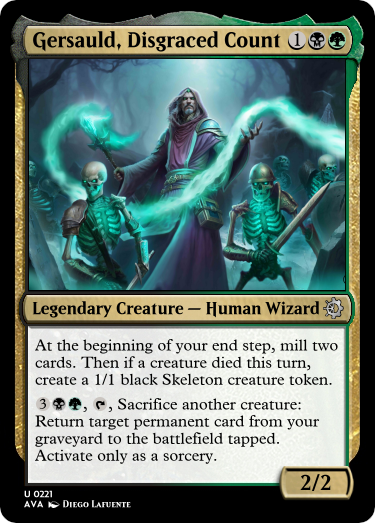 Gersauld, Disgraced Count 1
Legendary Creature — Human Wizard
At the beginning of your end step, mill two
cards. Then if a creature died this turn,
create a 1/1 black Skeleton creature token.
3, , Sacrifice another creature:
Return target permanent card from your
graveyard to the battlefield tapped.
Activate only as a sorcery.
2/2
U 0221
AVA Diego Lafuente